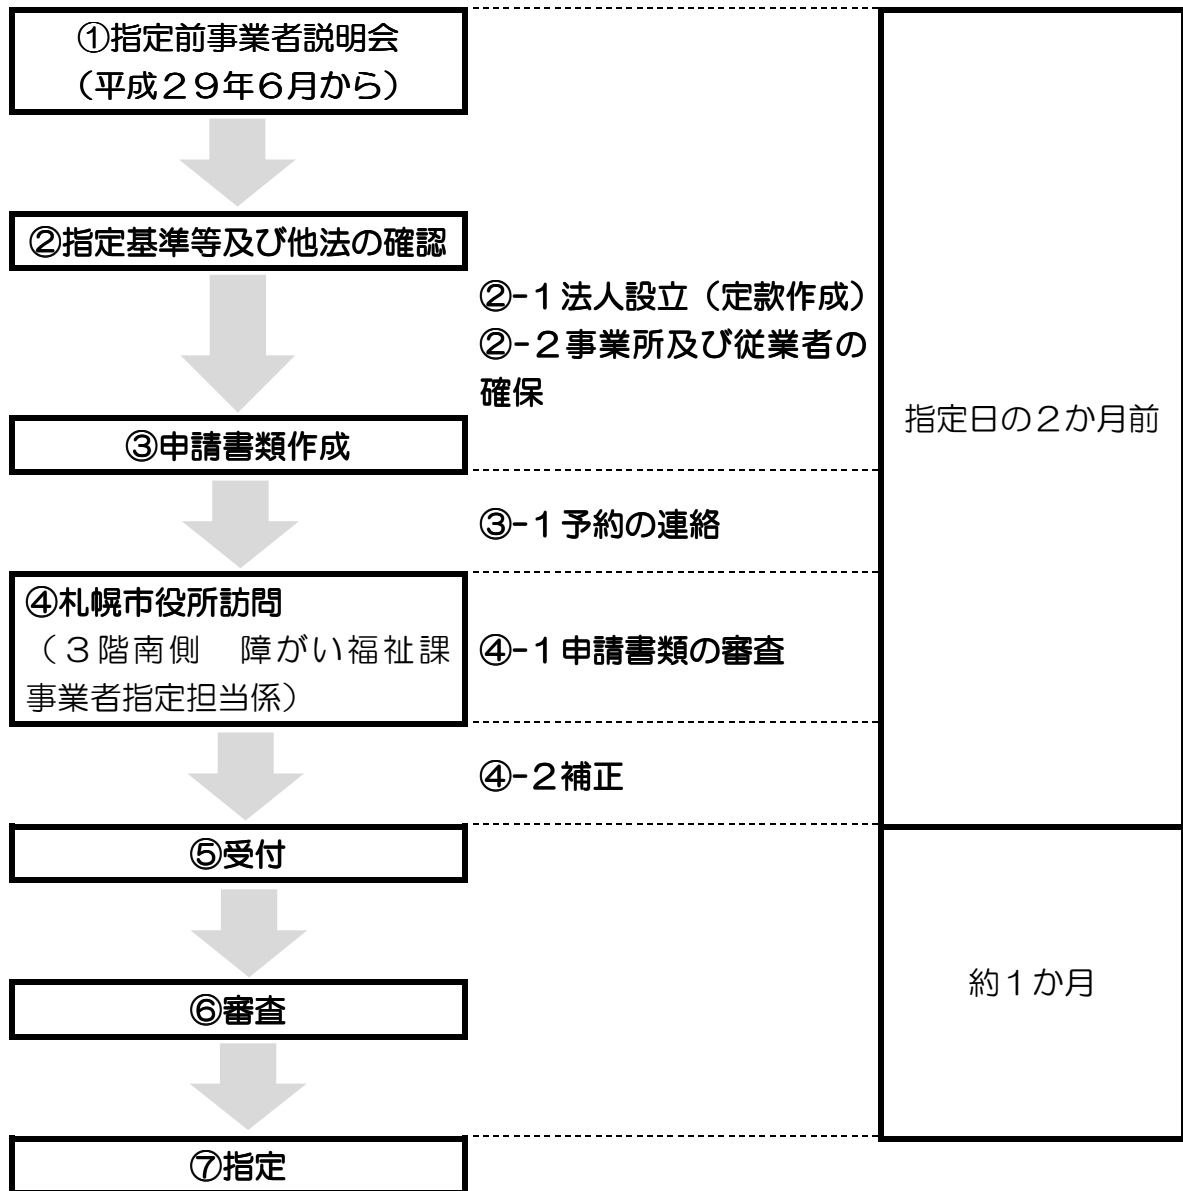 ①指定前事業者説明会
（平成２９年６月から）
②指定基準等及び他法の確認
②-１法人設立（定款作成）
②-２事業所及び従業者の
確保
③申請書類作成
指定日の２か月前
③-１予約の連絡
④札幌市役所訪問
（３階南側　障がい福祉課
事業者指定担当係）
④-１申請書類の審査
④-２補正
⑤受付
⑥審査
約１か月
⑦指定